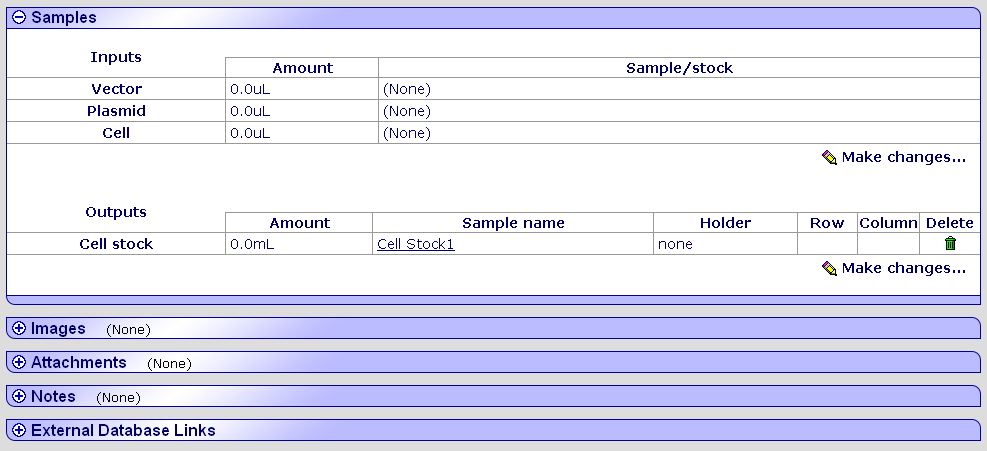 Samples
Inputs
Amount Sample/stock
Vector 0.0uL (None)
Plasmid 0.0uL (None)
Cell 0.0uL (None)
Make changes...
Outputs
Amount Sample name Holder Row Column Delete
Cell stock 0.0mL Cell Stock1 none
Make changes...
Images (None)
Attachments (None)
Notes (None)
External Database Links